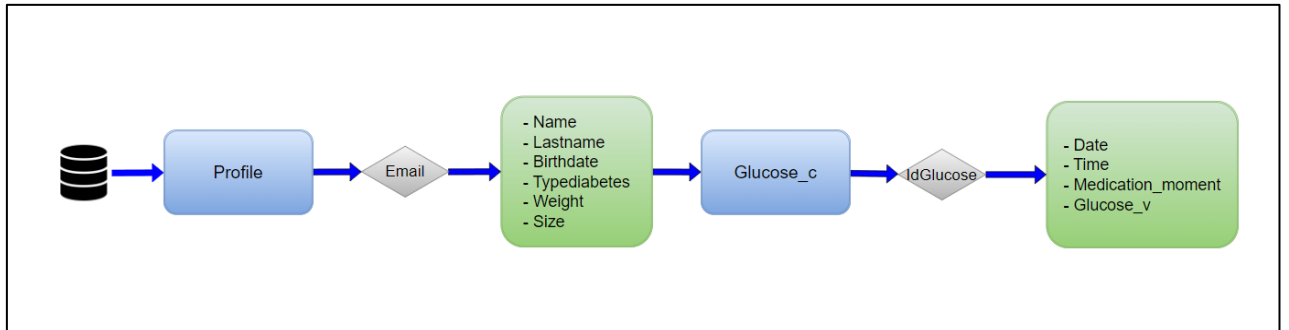 Profile
Email
- Name
- Lastname
- Birthdate
- Typediabetes
- Weight
- Size
Glucose_c
IdGlucose
- Date
- Time
- Medication_moment
- Glucose_v